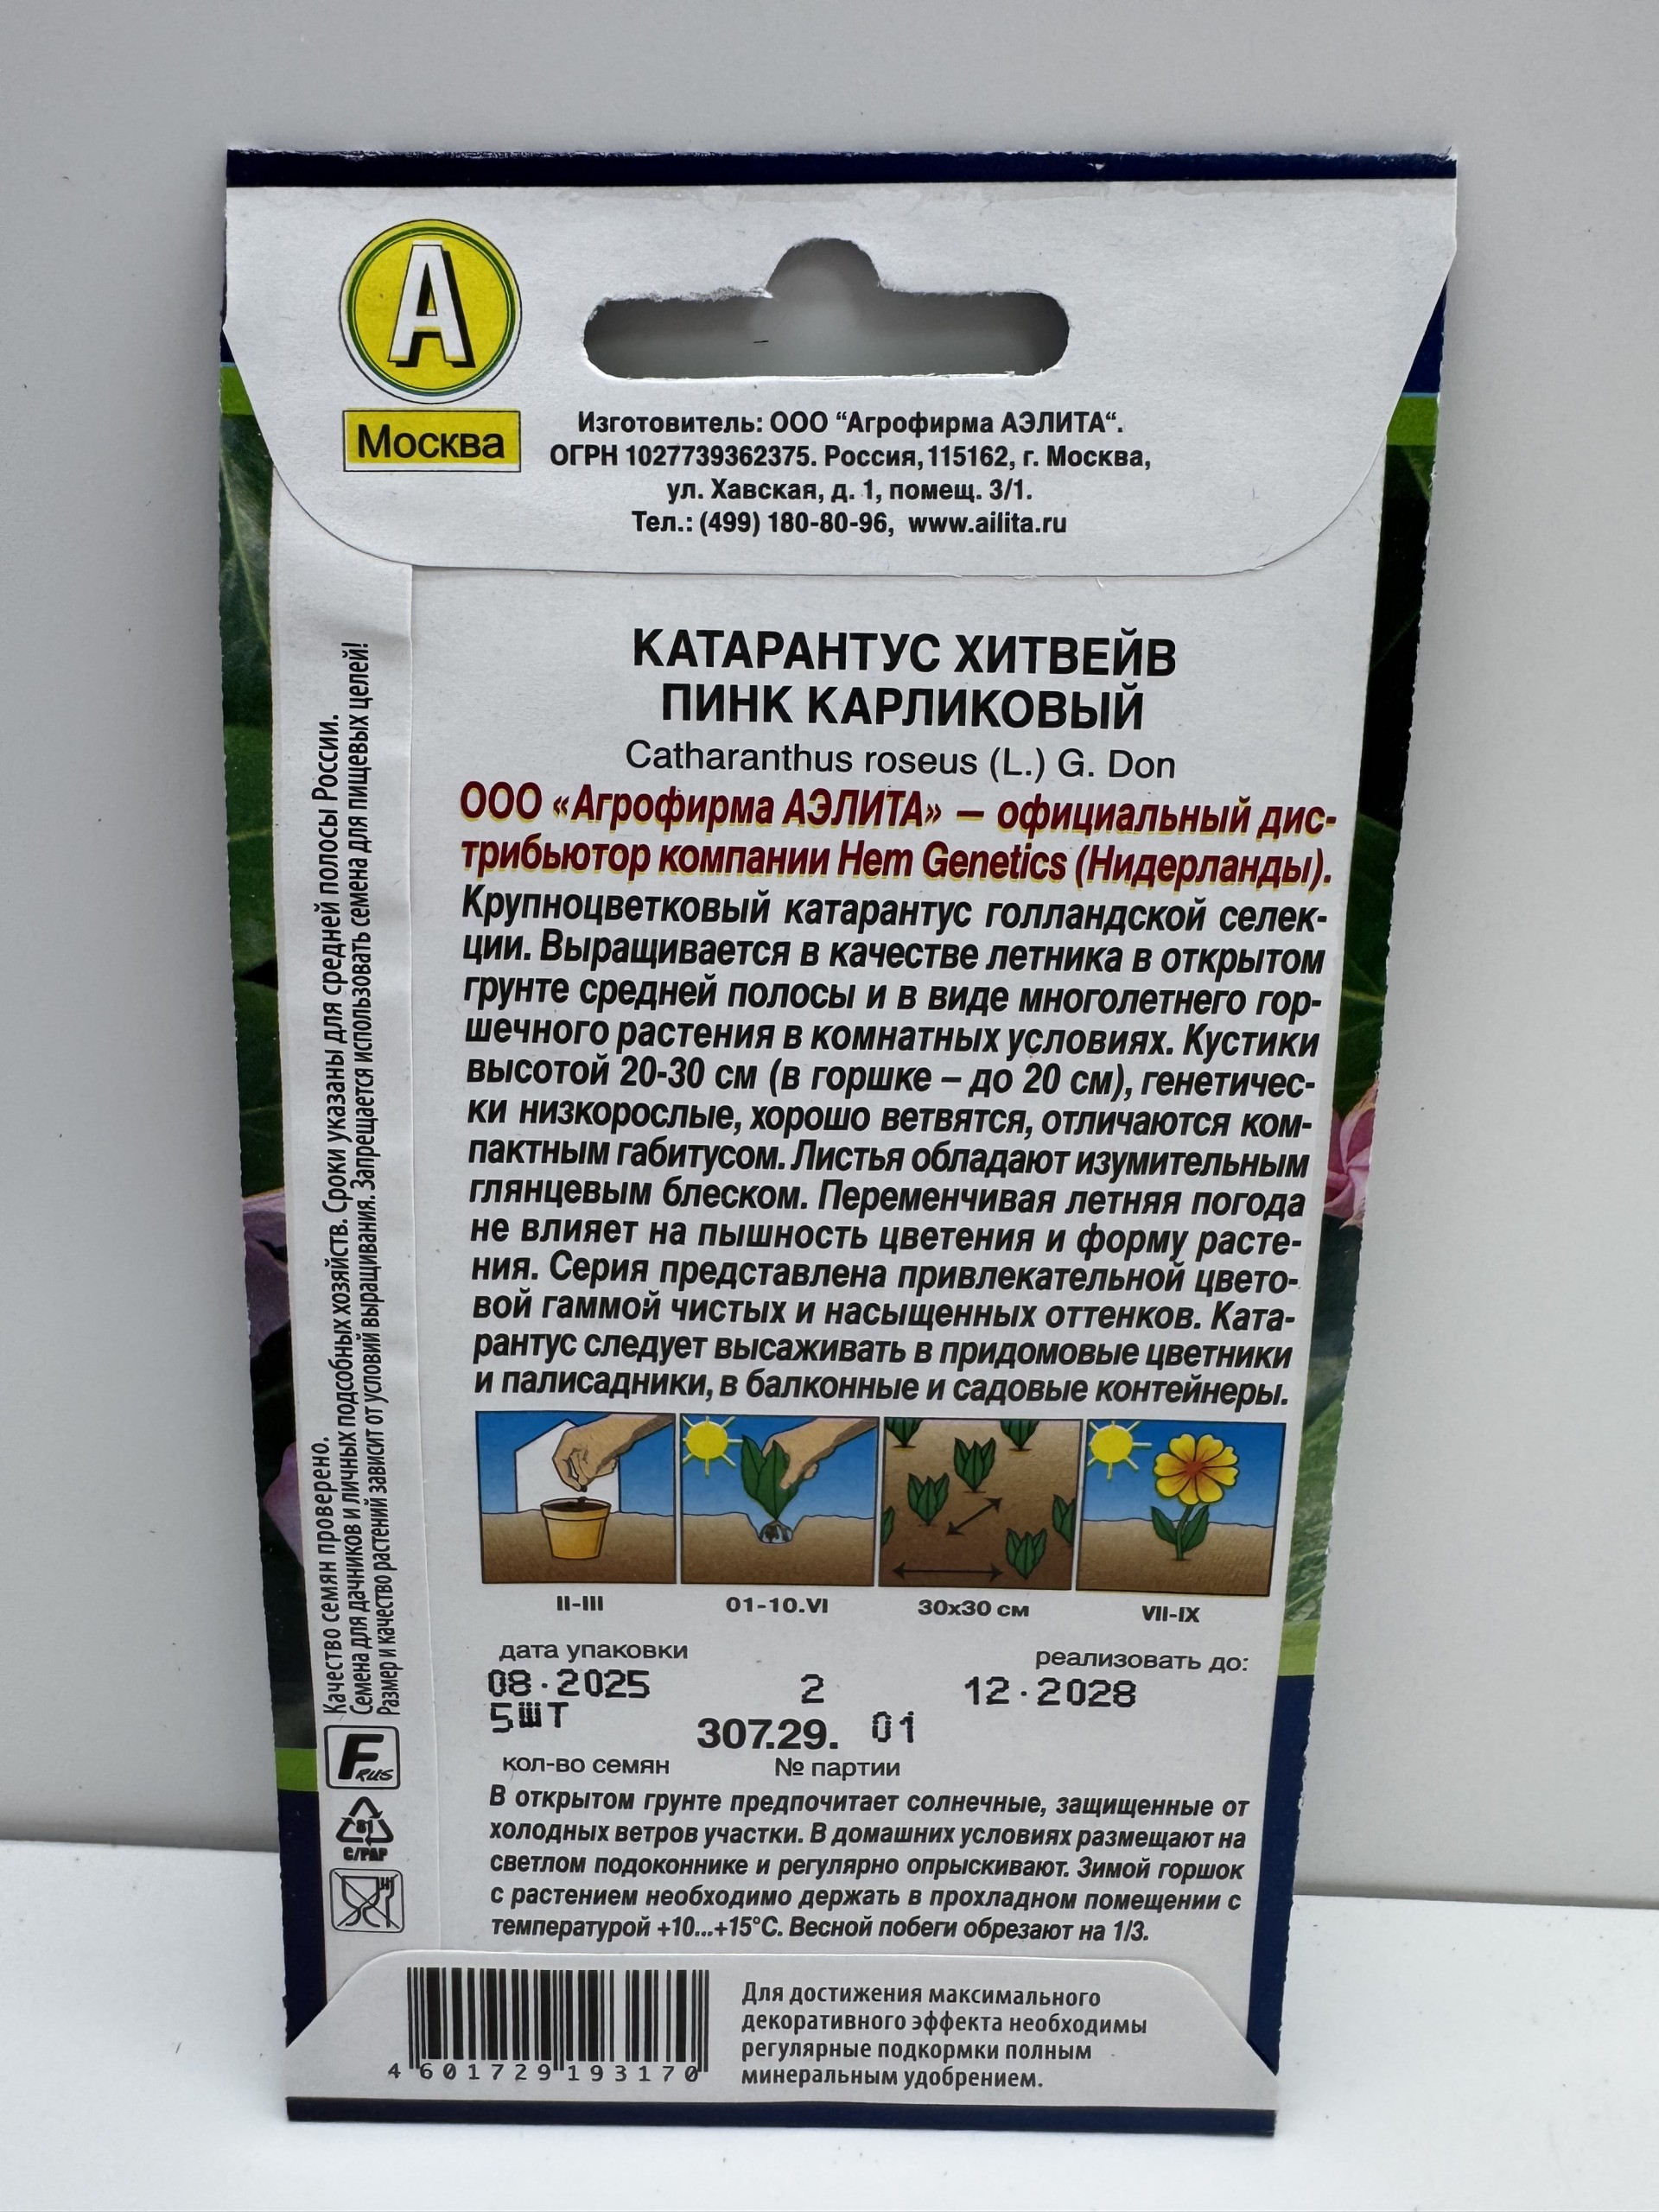 А
Москва
Изготовитель: ООО “Агрофирма АЭЛИТА“.
ОГРН 1027739362375. Россия, 115162, г. Москва,
ул. Хавская, д. 1, помещ. 3/1.
Тел.: (499) 180-80-96, www.ailita.ru
КАТАРАНТУС ХИТВЕЙВ
ПИНК КАРЛИКОВЫЙ
Catharanthus roseus (L.) G. Don
ООО «Агрофирма АЭЛИТА» — официальный дис-
трибьютор компании Hem Genetics (Нидерланды).
Крупноцветковый катарантус голландской селек-
ции. Выращивается в качестве летника в открытом
грунте средней полосы и в виде многолетнего гор-
шечного растения в комнатных условиях. Кустики
высотой 20-30 см (в горшке – до 20 см), генетичес-
ки низкорослые, хорошо ветвятся, отличаются ком-
пактным габитусом. Листья обладают изумительным
глянцевым блеском. Переменчивая летняя погода
не влияет на пышность цветения и форму расте-
ния. Серия представлена привлекательной цвето-
вой гаммой чистых и насыщенных оттенков. Ката-
рантус следует высаживать в придомовые цветники
и палисадники, в балконные и садовые контейнеры.
II-III 01-10.VI 30x30 см VII-IX
дата упаковки реализовать до:
08.2025 2 12.2028
5ШТ 307.29. 01
кол-во семян № партии
В открытом грунте предпочитает солнечные, защищенные от
холодных ветров участки. В домашних условиях размещают на
светлом подоконнике и регулярно опрыскивают. Зимой горшок
с растением необходимо держать в прохладном помещении с
температурой +10...+15°С. Весной побеги обрезают на 1/3.
Качество семян проверено.
Семена для дачников и личных подсобных хозяйств. Сроки указаны для средней полосы России.
Размер и качество растений зависит от условий выращивания. Запрещается использовать семена для пищевых целей!
F RUS
81
C/PAP
4 601729 193170
Для достижения максимального
декоративного эффекта необходимы
регулярные подкормки полным
минеральным удобрением.